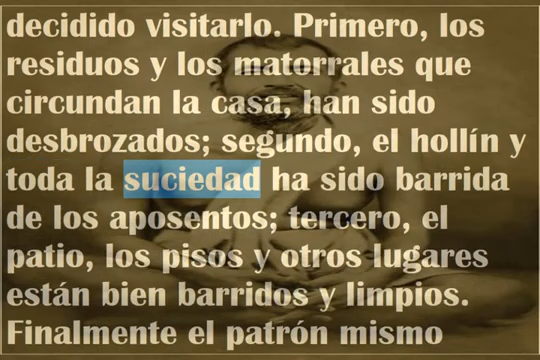 decidido visitarlo. Primero, los
residuos y los matorrales que
circundan la casa, han sido
desbrozados; segundo, el hollín y
toda la suciedad ha sido barrida
de los aposentos; tercero, el
patio, los pisos y otros lugares
están bien barridos y limpios.
Finalmente el patrón mismo